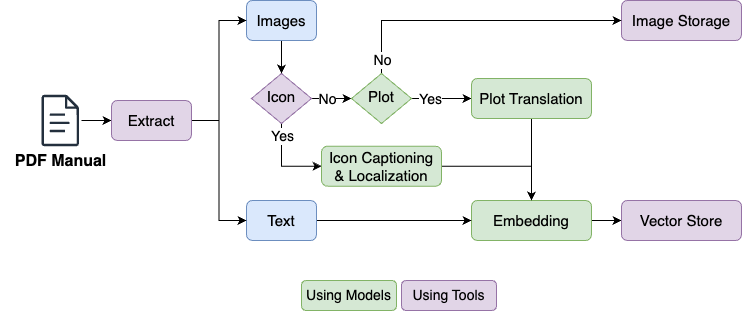 Images
Image Storage
No
Icon
No
Plot
Yes
Plot Translation
Extract
PDF Manual
Yes
Icon Captioning
& Localization
Text
Embedding
Vector Store
Using Models
Using Tools